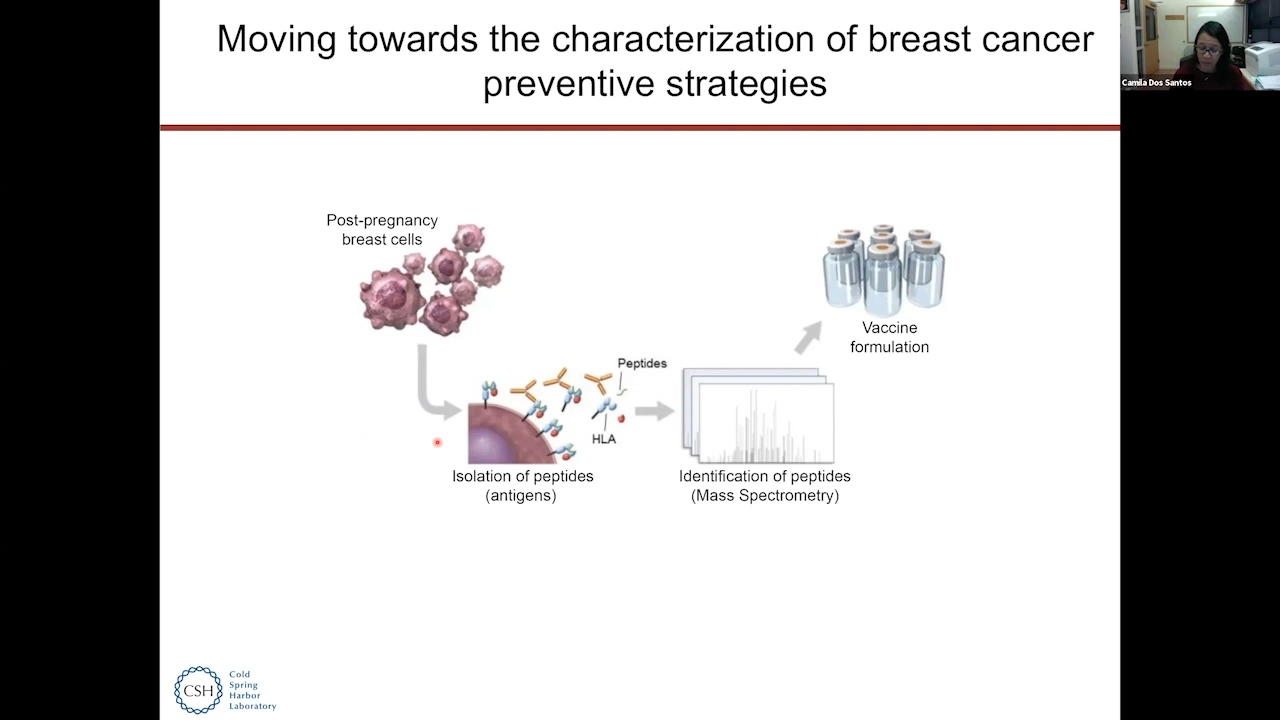 Moving towards the characterization of breast cancer
preventive strategies
Camila Dos Santos
Post-pregnancy
breast cells
Peptides
HLA
Isolation of peptides
(antigens)
Identification of peptides
(Mass Spectrometry)
Vaccine
formulation
CSH
Cold
Spring
Harbor
Laboratory